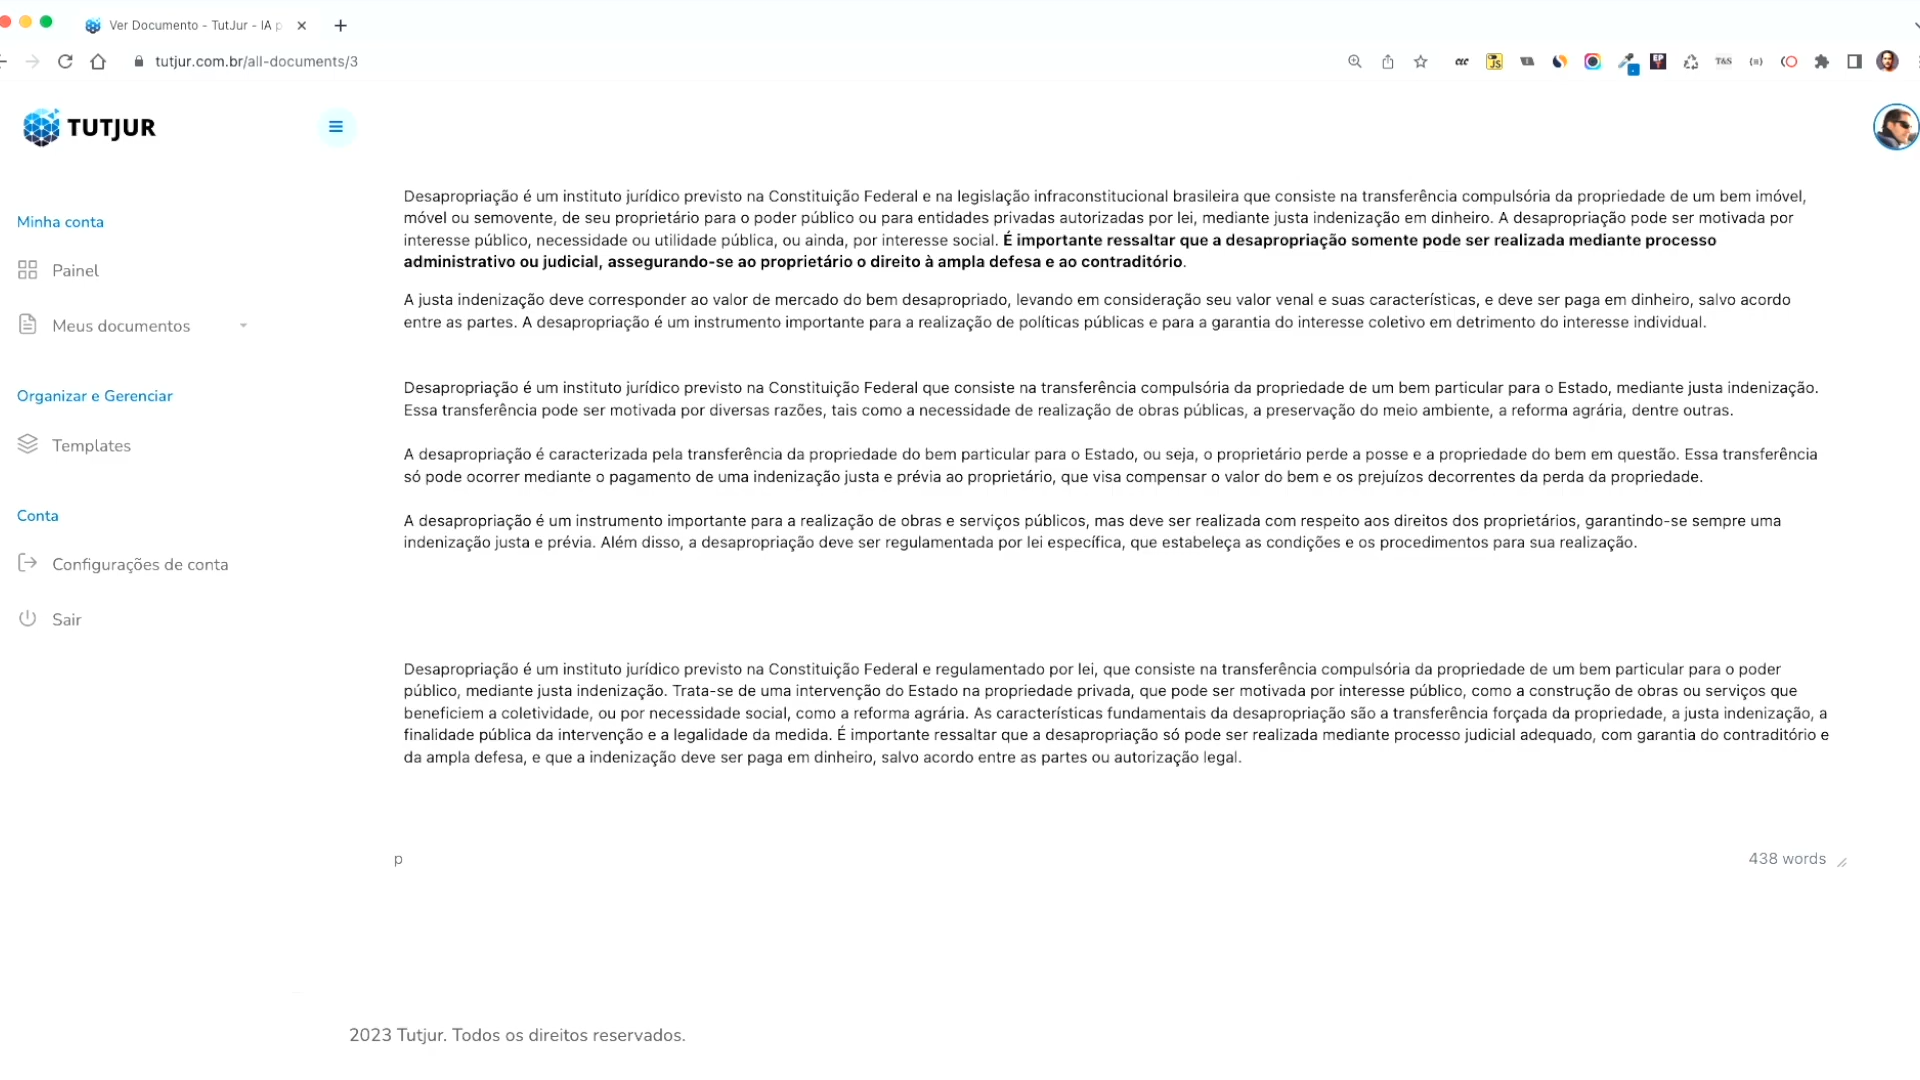 Ver Documento - TutJur - IA p
tutjur.com.br/all-documents/3
TUTJUR
Minha conta
Painel
Meus documentos
Organizar e Gerenciar
Templates
Conta
Configurações de conta
Sair
Desapropriação é um instituto jurídico previsto na Constituição Federal e na legislação infraconstitucional brasileira que consiste na transferência compulsória da propriedade de um bem imóvel,
móvel ou semovente, de seu proprietário para o poder público ou para entidades privadas autorizadas por lei, mediante justa indenização em dinheiro. A desapropriação pode ser motivada por
interesse público, necessidade ou utilidade pública, ou ainda, por interesse social. É importante ressaltar que a desapropriação somente pode ser realizada mediante processo
administrativo ou judicial, assegurando-se ao proprietário o direito à ampla defesa e ao contraditório.
A justa indenização deve corresponder ao valor de mercado do bem desapropriado, levando em consideração seu valor venal e suas características, e deve ser paga em dinheiro, salvo acordo
entre as partes. A desapropriação é um instrumento importante para a realização de políticas públicas e para a garantia do interesse coletivo em detrimento do interesse individual.
Desapropriação é um instituto jurídico previsto na Constituição Federal que consiste na transferência compulsória da propriedade de um bem particular para o Estado, mediante justa indenização.
Essa transferência pode ser motivada por diversas razões, tais como a necessidade de realização de obras públicas, a preservação do meio ambiente, a reforma agrária, dentre outras.
A desapropriação é caracterizada pela transferência da propriedade do bem particular para o Estado, ou seja, o proprietário perde a posse e a propriedade do bem em questão. Essa transferência
só pode ocorrer mediante o pagamento de uma indenização justa e prévia ao proprietário, que visa compensar o valor do bem e os prejuízos decorrentes da perda da propriedade.
A desapropriação é um instrumento importante para a realização de obras e serviços públicos, mas deve ser realizada com respeito aos direitos dos proprietários, garantindo-se sempre uma
indenização justa e prévia. Além disso, a desapropriação deve ser regulamentada por lei específica, que estabeleça as condições e os procedimentos para sua realização.
Desapropriação é um instituto jurídico previsto na Constituição Federal e regulamentado por lei, que consiste na transferência compulsória da propriedade de um bem particular para o poder
público, mediante justa indenização. Trata-se de uma intervenção do Estado na propriedade privada, que pode ser motivada por interesse público, como a construção de obras ou serviços que
beneficiem a coletividade, ou por necessidade social, como a reforma agrária. As características fundamentais da desapropriação são a transferência forçada da propriedade, a justa indenização, a
finalidade pública da intervenção e a legalidade da medida. É importante ressaltar que a desapropriação só pode ser realizada mediante processo judicial adequado, com garantia do contraditório e
da ampla defesa, e que a indenização deve ser paga em dinheiro, salvo acordo entre as partes ou autorização legal.
p
438 words
2023 Tutjur. Todos os direitos reservados.